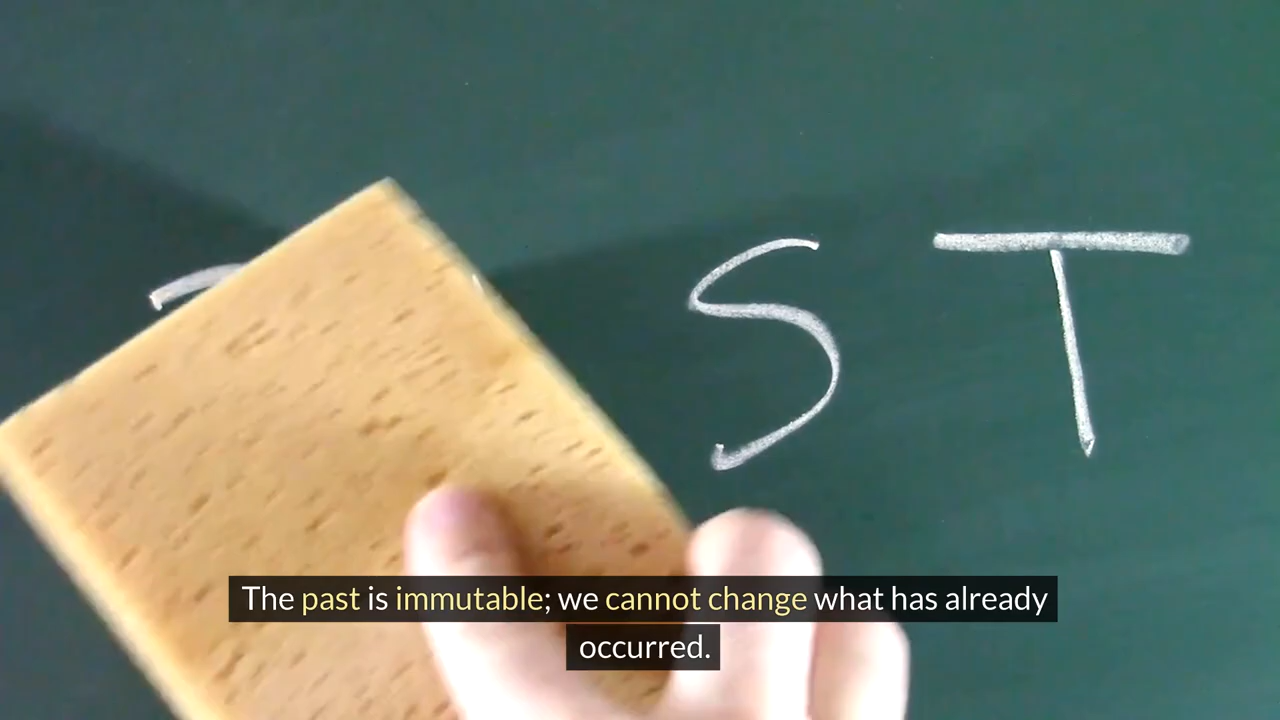 S T
The past is immutable; we cannot change what has already
occurred.